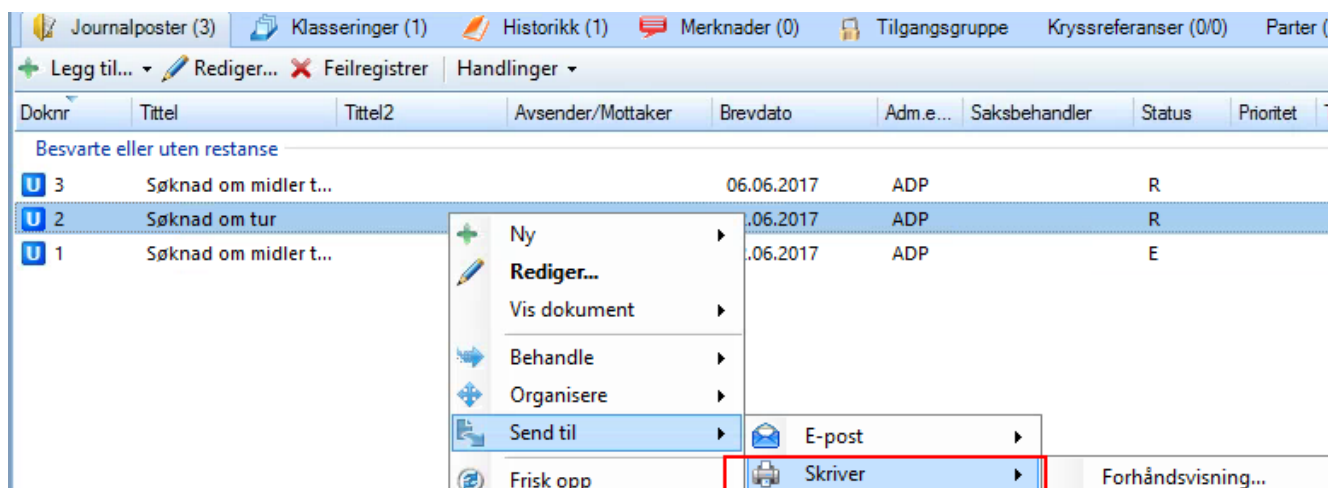 Journalposter (3) Klasseringer (1) Historikk (1) Merknader (0) Tilgangsgruppe Kryssreferanser (0/0) Parter (
Legg til... Rediger... Feilregistrer Handlinger
Doknr Tittel Tittel2 Avsender/Mottaker Brevdato Adm.e... Saksbehandler Status Prioritet
Besvarte eller uten restanse
U 3 Søknad om midler t... 06.06.2017 ADP R
U 2 Søknad om tur .06.2017 ADP R
U 1 Søknad om midler t... .06.2017 ADP E
Ny
Rediger...
Vis dokument
Behandle
Organisere
Send til E-post
Frisk opp Skriver Forhåndsvisning...